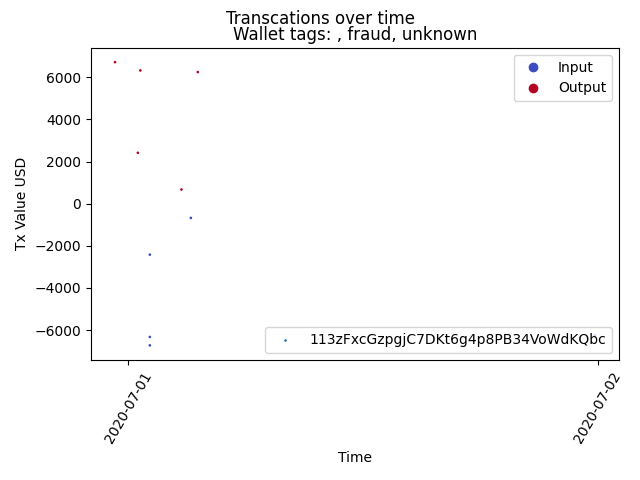 Transcations over time
Wallet tags: , fraud, unknown
Input
Output
6000
4000
2000
0
−2000
−4000
−6000
Tx Value USD
113zFxcGzpgjC7DKt6g4p8PB34VoWdKQbc
2020-07-01
2020-07-02
Time